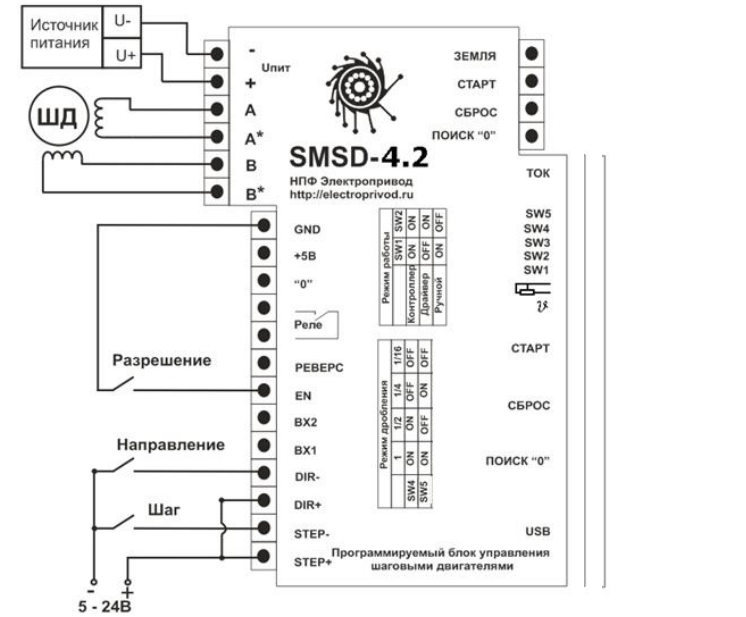 Источник
питания
U-
U+
ШД
-
+
Uпит
A
A*
B
B*
SMSD-4.2
НПФ Электропривод
http://electroprivod.ru
ЗЕМЛЯ
СТАРТ
СБРОС
ПОИСК “0”
ТОК
SW5
SW4
SW3
SW2
SW1
СТАРТ
СБРОС
ПОИСК “0”
USB
GND
+5В
“0”
Реле
РЕВЕРС
EN
BX2
BX1
DIR-
DIR+
STEP-
STEP+
Режим работы
SW1 SW2
Контроллер ON ON
Драйвер OFF ON
Ручной ON OFF
Режим дробления
1 1/2 1/4 1/16
SW4 ON ON OFF OFF
SW5 ON OFF ON OFF
Разрешение
Направление
Шаг
- +
5 - 24В
Программируемый блок управления
шаговыми двигателями